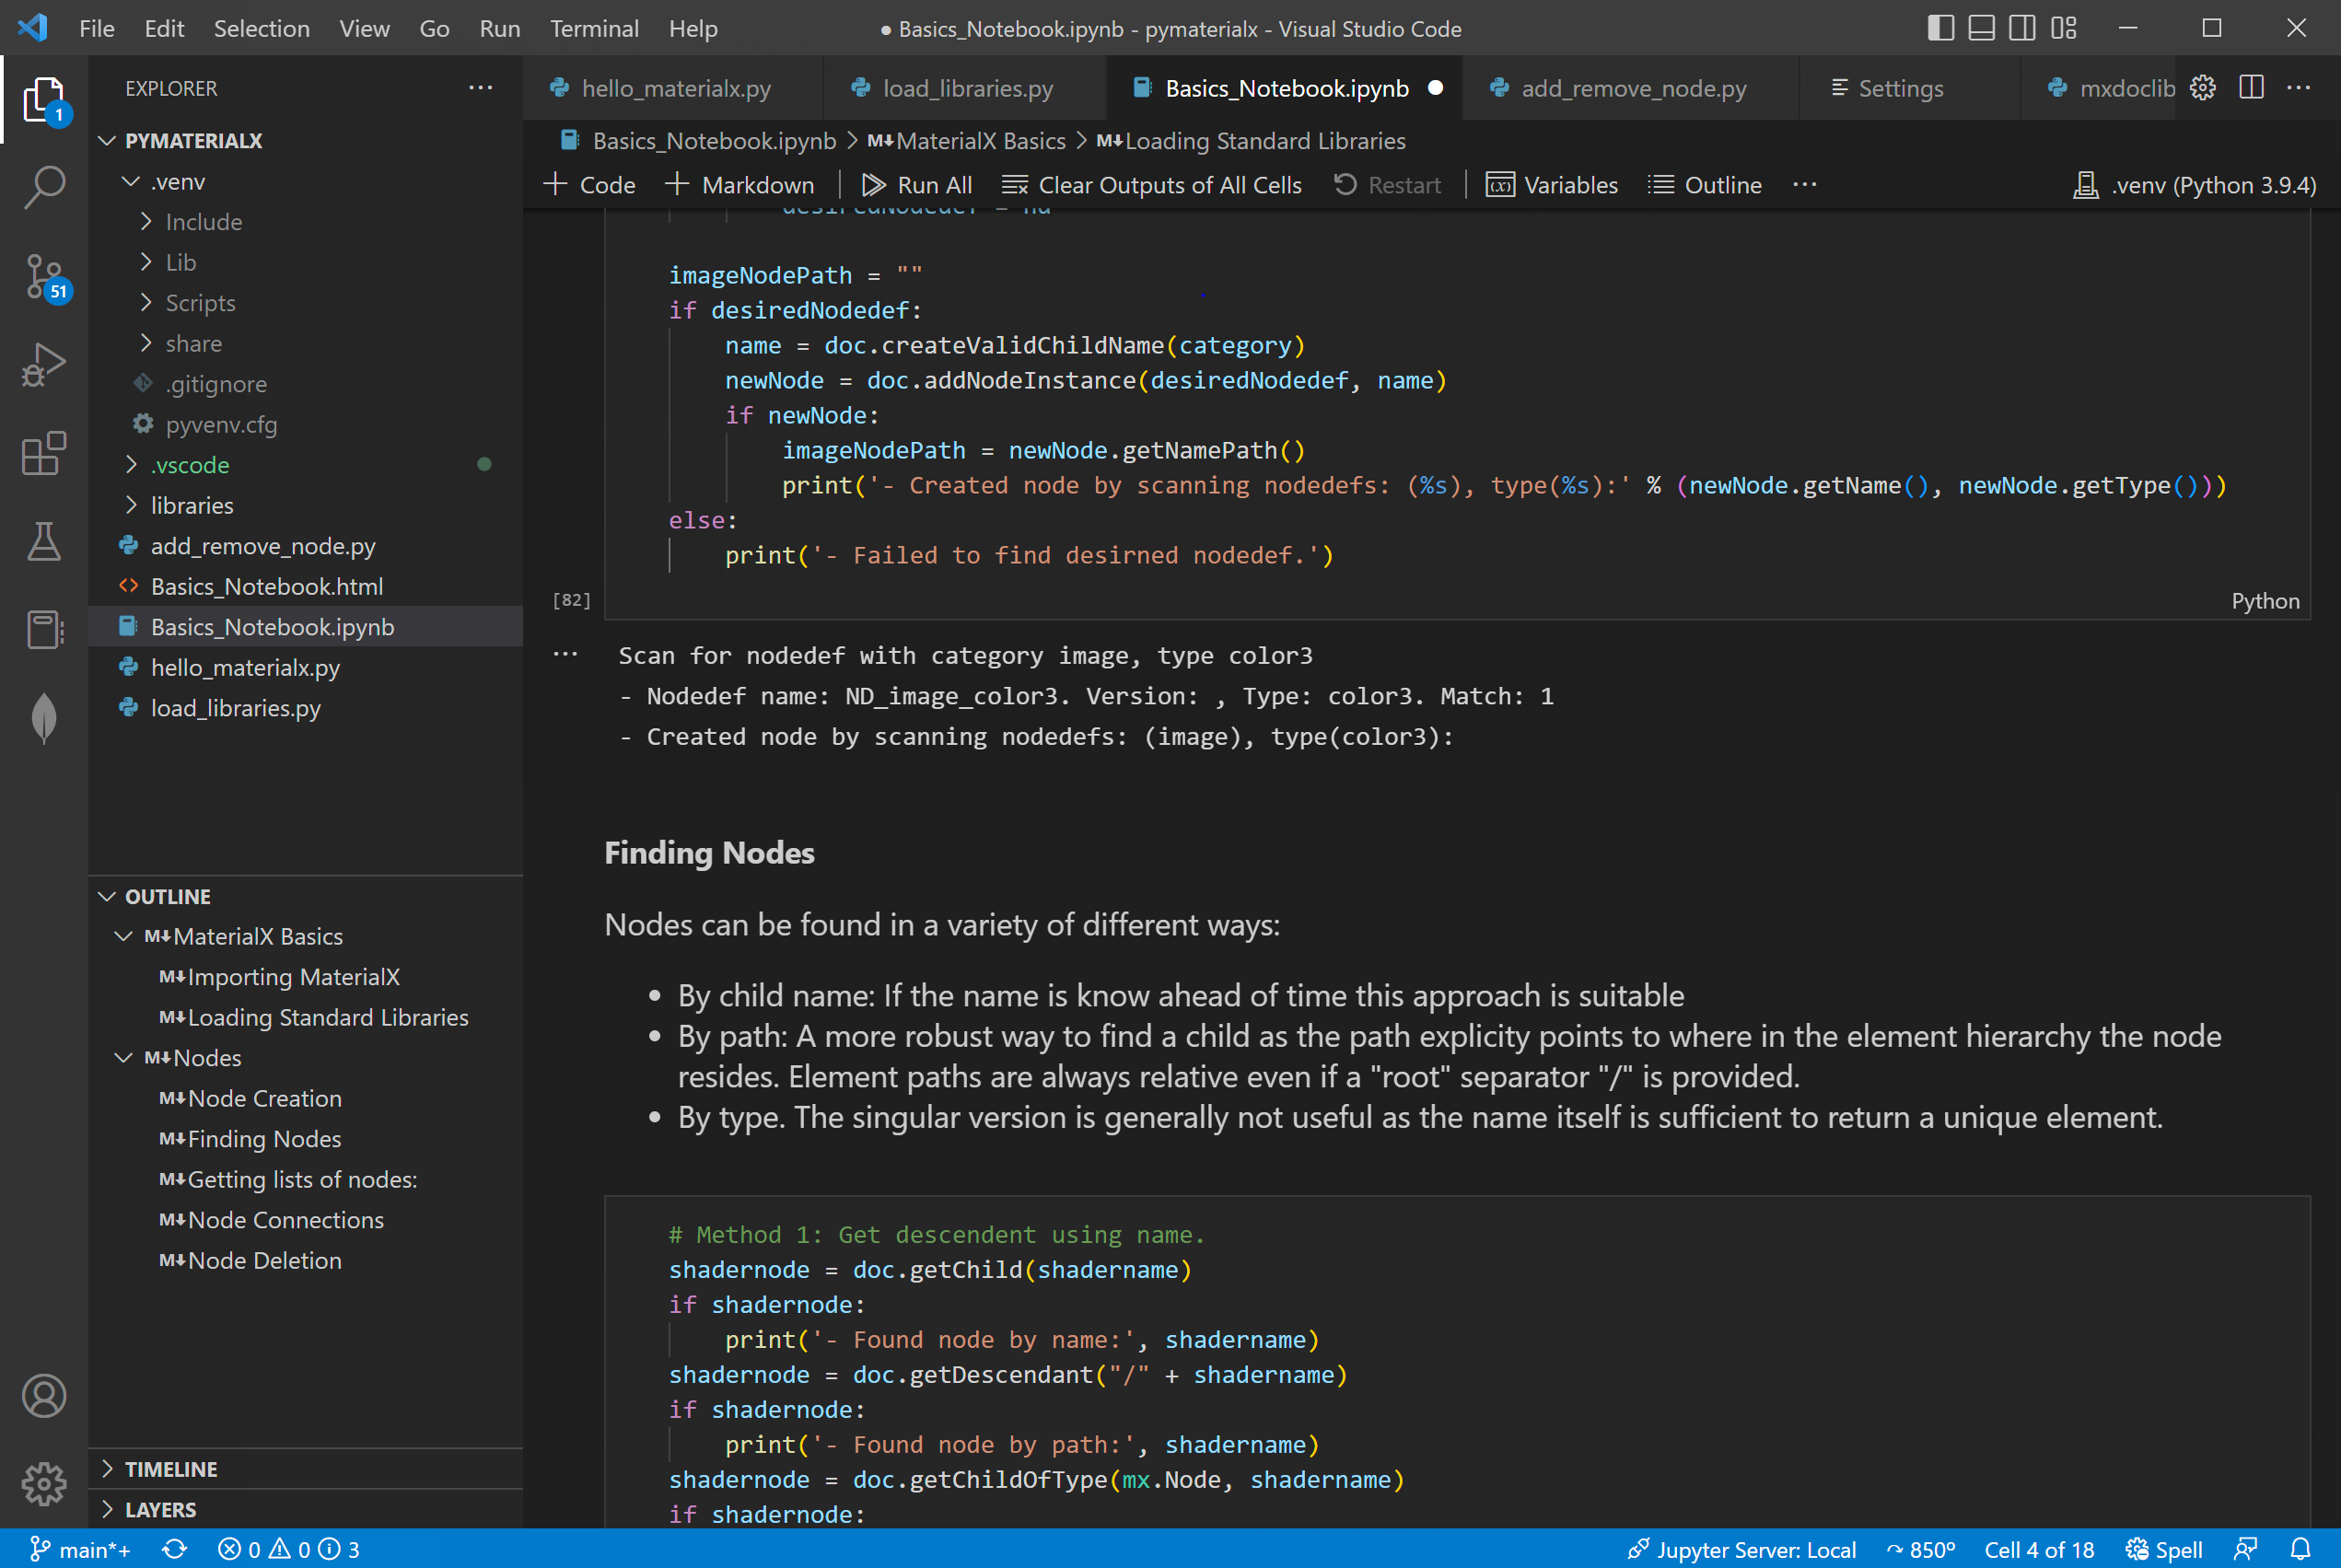 File Edit Selection View Go Run Terminal Help
● Basics_Notebook.ipynb - pymaterialx - Visual Studio Code
EXPLORER
hello_materialx.py load_libraries.py Basics_Notebook.ipynb ● add_remove_node.py Settings mxdoclib
PYMATERIALX
.venv
Include
Lib
Scripts
share
.gitignore
pyvenv.cfg
.vscode
libraries
add_remove_node.py
Basics_Notebook.html
Basics_Notebook.ipynb
hello_materialx.py
load_libraries.py
OUTLINE
M↓MaterialX Basics
M↓Importing MaterialX
M↓Loading Standard Libraries
M↓Nodes
M↓Node Creation
M↓Finding Nodes
M↓Getting lists of nodes:
M↓Node Connections
M↓Node Deletion
TIMELINE
LAYERS
1
51
Basics_Notebook.ipynb > M↓MaterialX Basics > M↓Loading Standard Libraries
+ Code + Markdown | Run All Clear Outputs of All Cells Restart | Variables Outline ···
.venv (Python 3.9.4)
desiredNodedef = nd
imageNodePath = ""
if desiredNodedef:
name = doc.createValidChildName(category)
newNode = doc.addNodeInstance(desiredNodedef, name)
if newNode:
imageNodePath = newNode.getNamePath()
print('- Created node by scanning nodedefs: (%s), type(%s):' % (newNode.getName(), newNode.getType()))
else:
print('- Failed to find desirned nodedef.')
[82]
Python
Scan for nodedef with category image, type color3
- Nodedef name: ND_image_color3. Version: , Type: color3. Match: 1
- Created node by scanning nodedefs: (image), type(color3):
Finding Nodes
Nodes can be found in a variety of different ways:
• By child name: If the name is know ahead of time this approach is suitable
• By path: A more robust way to find a child as the path explicity points to where in the element hierarchy the node
resides. Element paths are always relative even if a "root" separator "/" is provided.
• By type. The singular version is generally not useful as the name itself is sufficient to return a unique element.
# Method 1: Get descendent using name.
shadernode = doc.getChild(shadername)
if shadernode:
print('- Found node by name:', shadername)
shadernode = doc.getDescendant("/" + shadername)
if shadernode:
print('- Found node by path:', shadername)
shadernode = doc.getChildOfType(mx.Node, shadername)
if shadernode:
main*+ 0 0 3
Jupyter Server: Local 850º Cell 4 of 18 Spell